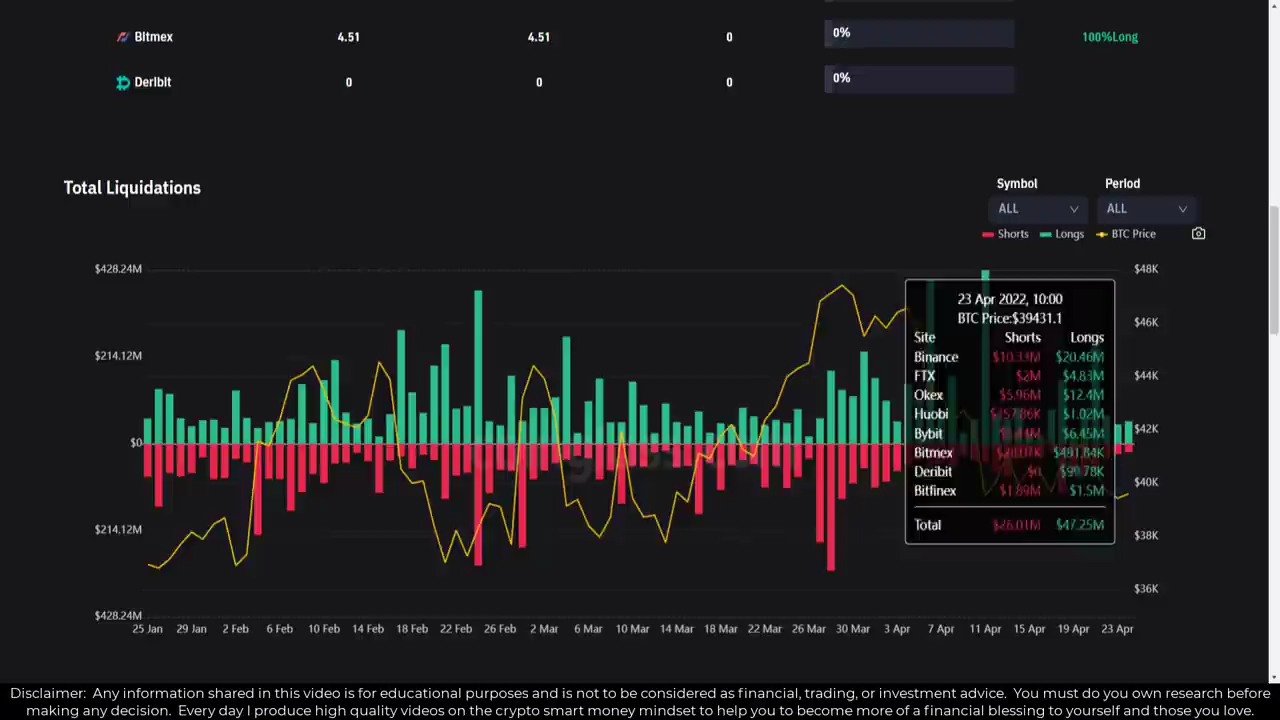 Bitmex 4.51 4.51 0 0% 100%Long
Deribit 0 0 0 0%
Total Liquidations
Symbol Period
ALL ALL
Shorts Longs BTC Price
$428.24M
$214.12M
$0
$214.12M
$428.24M
$48K
$46K
$44K
$42K
$40K
$38K
$36K
23 Apr 2022, 10:00
BTC Price:$39431.1
Site Shorts Longs
Binance $10.33M $20.46M
FTX $2M $4.83M
Okex $5.96M $12.4M
Huobi $157.86K $1.02M
Bybit $6.45M
Bitmex $491.84K
Deribit $0 $99.78K
Bitfinex $1.89M $1.5M
Total $26.01M $47.25M
25 Jan 29 Jan 2 Feb 6 Feb 10 Feb 14 Feb 18 Feb 22 Feb 26 Feb 2 Mar 6 Mar 10 Mar 14 Mar 18 Mar 22 Mar 26 Mar 30 Mar 3 Apr 7 Apr 11 Apr 15 Apr 19 Apr 23 Apr
Disclaimer: Any information shared in this video is for educational purposes and is not to be considered as financial, trading, or investment advice. You must do you own research before
making any decision. Every day I produce high quality videos on the crypto smart money mindset to help you to become more of a financial blessing to yourself and those you love.